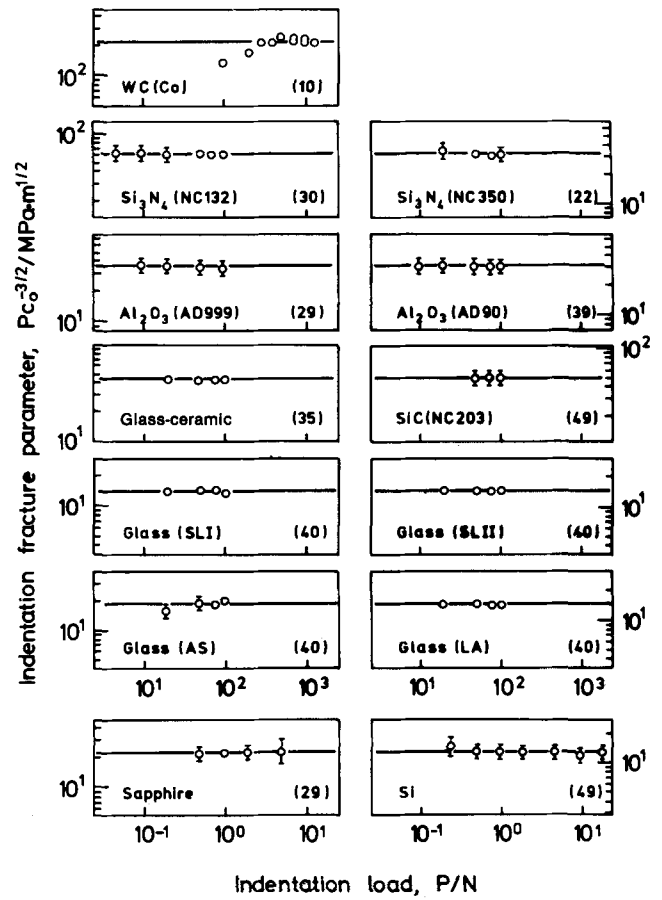 Indentation fracture parameter, Pc₀⁻³/²/MPa·m¹/²
10²
WC(Co) (10)
10²
Si₃N₄ (NC132) (30)
Si₃N₄ (NC350) (22)
10¹
Al₂O₃ (AD999) (29)
10¹
Al₂O₃ (AD90) (39)
10¹
Glass-ceramic (35)
10¹
10²
SiC(NC203) (49)
10¹
Glass (SLI) (40)
Glass (SLII) (40)
10¹
10¹
Glass (AS) (40)
Glass (LA) (40)
10¹
10¹ 10² 10³
10¹ 10² 10³
10¹
Sapphire (29)
Si (49)
10¹
10⁻¹ 10⁰ 10¹
10⁻¹ 10⁰ 10¹
Indentation load, P/N